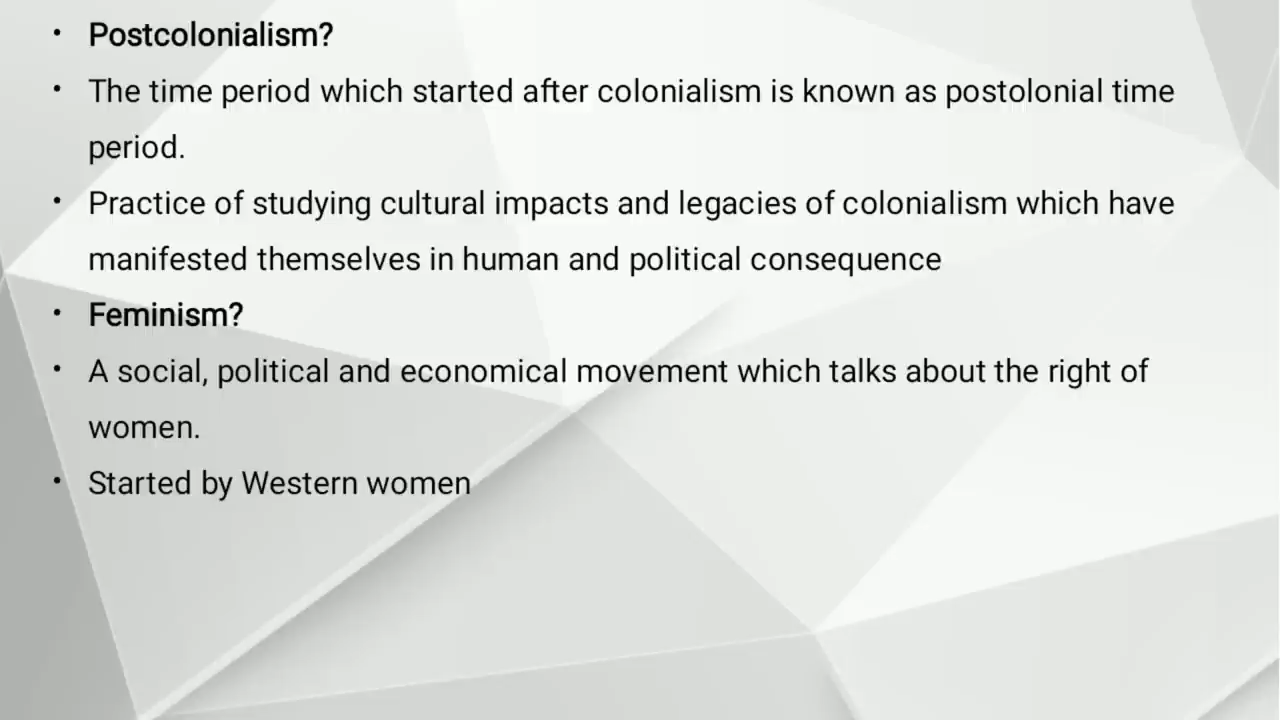 • Postcolonialism?
• The time period which started after colonialism is known as postolonial time
period.
• Practice of studying cultural impacts and legacies of colonialism which have
manifested themselves in human and political consequence
• Feminism?
• A social, political and economical movement which talks about the right of
women.
• Started by Western women